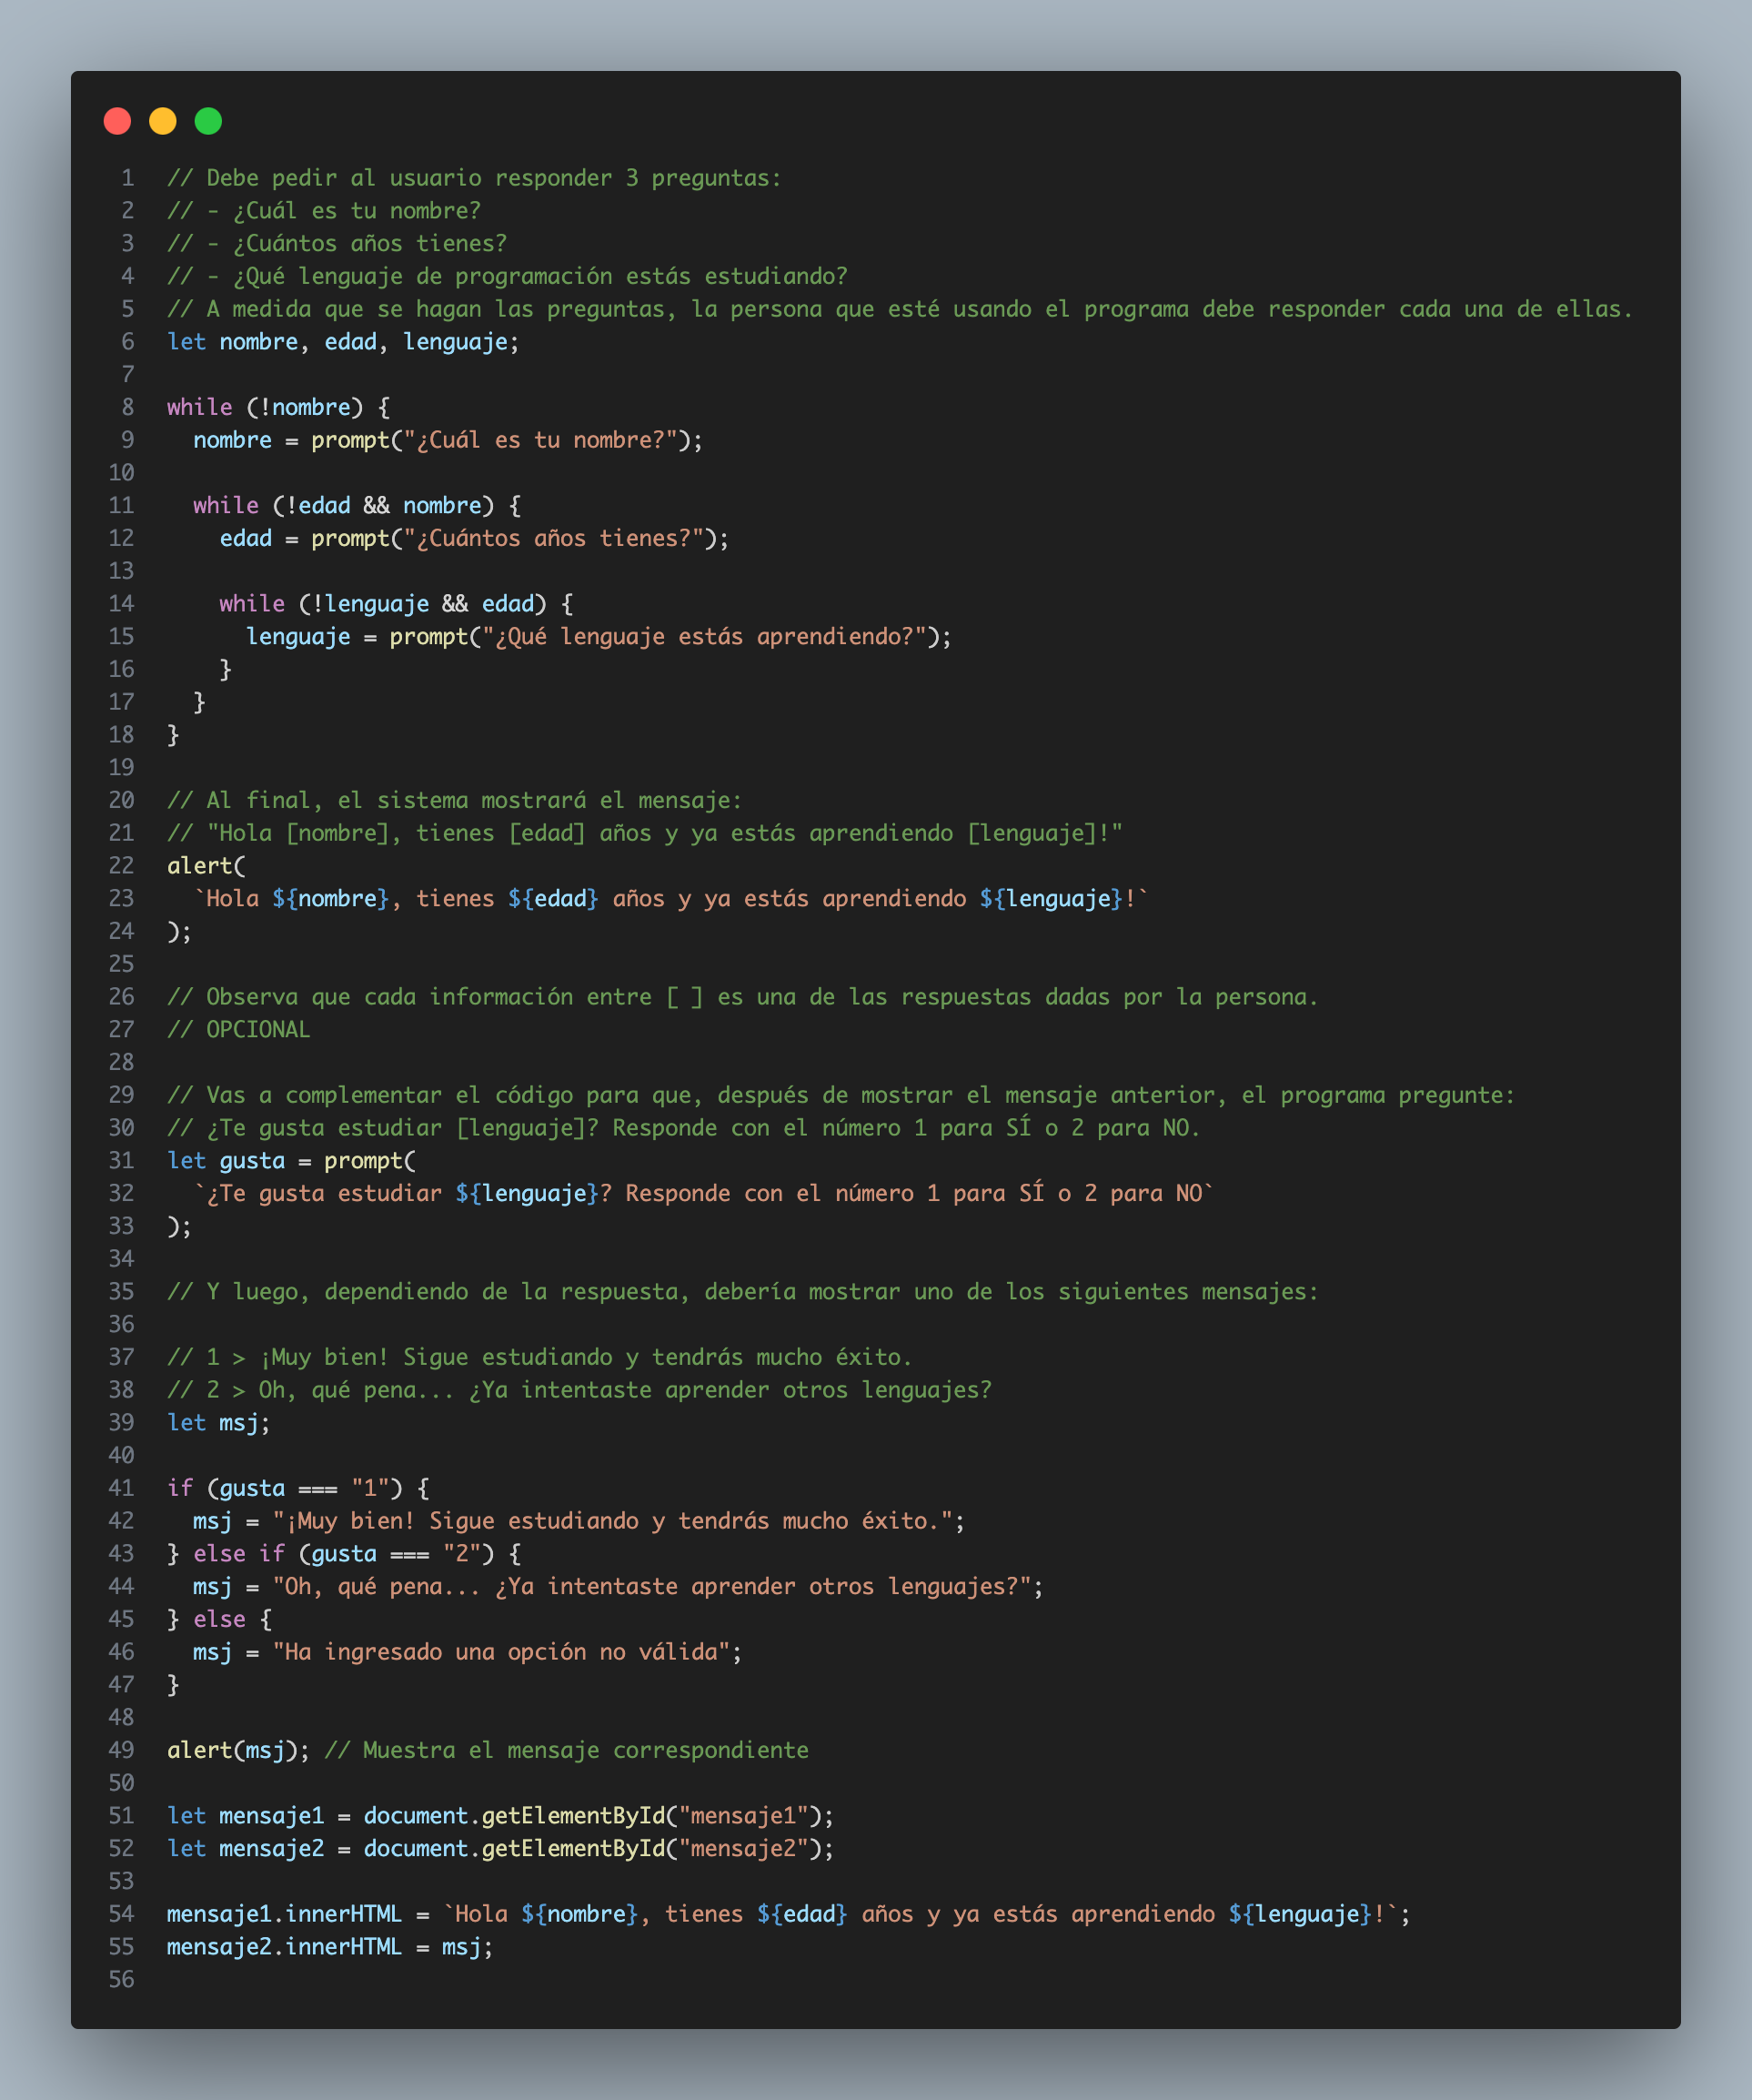 1 // Debe pedir al usuario responder 3 preguntas:
2 // - ¿Cuál es tu nombre?
3 // - ¿Cuántos años tienes?
4 // - ¿Qué lenguaje de programación estás estudiando?
5 // A medida que se hagan las preguntas, la persona que esté usando el programa debe responder cada una de ellas.
6 let nombre, edad, lenguaje;
7
8 while (!nombre) {
9   nombre = prompt("¿Cuál es tu nombre?");
10
11   while (!edad && nombre) {
12     edad = prompt("¿Cuántos años tienes?");
13
14     while (!lenguaje && edad) {
15       lenguaje = prompt("¿Qué lenguaje estás aprendiendo?");
16     }
17   }
18 }
19
20 // Al final, el sistema mostrará el mensaje:
21 // "Hola [nombre], tienes [edad] años y ya estás aprendiendo [lenguaje]!"
22 alert(
23   `Hola ${nombre}, tienes ${edad} años y ya estás aprendiendo ${lenguaje}!`
24 );
25
26 // Observa que cada información entre [ ] es una de las respuestas dadas por la persona.
27 // OPCIONAL
28
29 // Vas a complementar el código para que, después de mostrar el mensaje anterior, el programa pregunte:
30 // ¿Te gusta estudiar [lenguaje]? Responde con el número 1 para SÍ o 2 para NO.
31 let gusta = prompt(
32   `¿Te gusta estudiar ${lenguaje}? Responde con el número 1 para SÍ o 2 para NO`
33 );
34
35 // Y luego, dependiendo de la respuesta, debería mostrar uno de los siguientes mensajes:
36
37 // 1 > ¡Muy bien! Sigue estudiando y tendrás mucho éxito.
38 // 2 > Oh, qué pena... ¿Ya intentaste aprender otros lenguajes?
39 let msj;
40
41 if (gusta === "1") {
42   msj = "¡Muy bien! Sigue estudiando y tendrás mucho éxito.";
43 } else if (gusta === "2") {
44   msj = "Oh, qué pena... ¿Ya intentaste aprender otros lenguajes?";
45 } else {
46   msj = "Ha ingresado una opción no válida";
47 }
48
49 alert(msj); // Muestra el mensaje correspondiente
50
51 let mensaje1 = document.getElementById("mensaje1");
52 let mensaje2 = document.getElementById("mensaje2");
53
54 mensaje1.innerHTML = `Hola ${nombre}, tienes ${edad} años y ya estás aprendiendo ${lenguaje}!`;
55 mensaje2.innerHTML = msj;
56